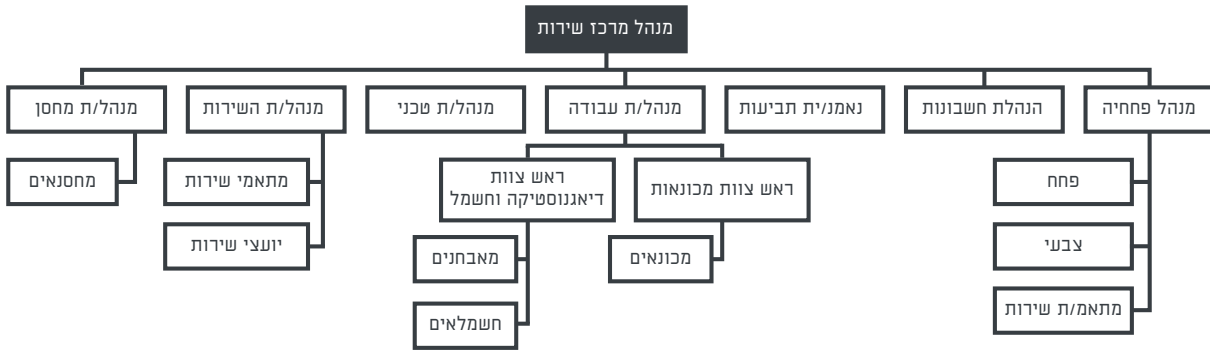 מנהל מרכז שירות
מנהל פחחיה
הנהלת חשבונות
נאמנ/ית תביעות
מנהל/ת עבודה
מנהל/ת טכני
מנהל/ת השירות
מנהל/ת מחסן
פחח
צבעי
מתאמ/ת שירות
ראש צוות מכונאות
מכונאים
ראש צוות
דיאגנוסטיקה וחשמל
מאבחנים
חשמלאים
מתאמי שירות
יועצי שירות
מחסנאים